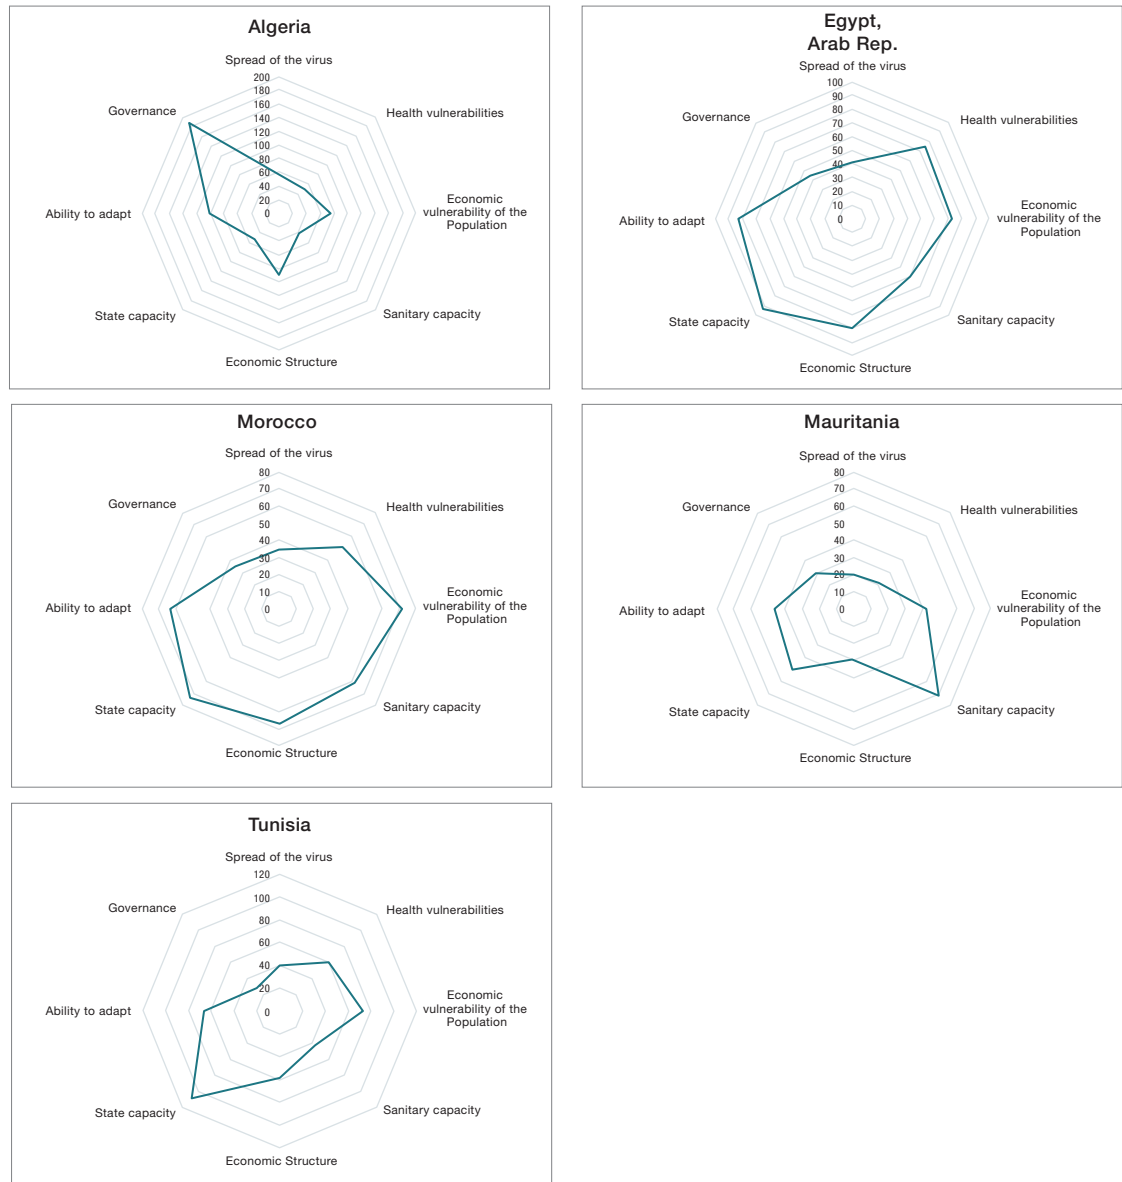 Algeria
Spread of the virus
200
180
160
140
120
100
80
60
40
20
0
Governance
Health vulnerabilities
Ability to adapt
Economic
vulnerability of the
Population
State capacity
Sanitary capacity
Economic Structure
Egypt,
Arab Rep.
Spread of the virus
100
90
80
70
60
50
40
30
20
10
0
Governance
Health vulnerabilities
Ability to adapt
Economic
vulnerability of the
Population
State capacity
Sanitary capacity
Economic Structure
Morocco
Spread of the virus
80
70
60
50
40
30
20
10
0
Governance
Health vulnerabilities
Ability to adapt
Economic
vulnerability of the
Population
State capacity
Sanitary capacity
Economic Structure
Mauritania
Spread of the virus
80
70
60
50
40
30
20
10
0
Governance
Health vulnerabilities
Ability to adapt
Economic
vulnerability of the
Population
State capacity
Sanitary capacity
Economic Structure
Tunisia
Spread of the virus
120
100
80
60
40
20
0
Governance
Health vulnerabilities
Ability to adapt
Economic
vulnerability of the
Population
State capacity
Sanitary capacity
Economic Structure